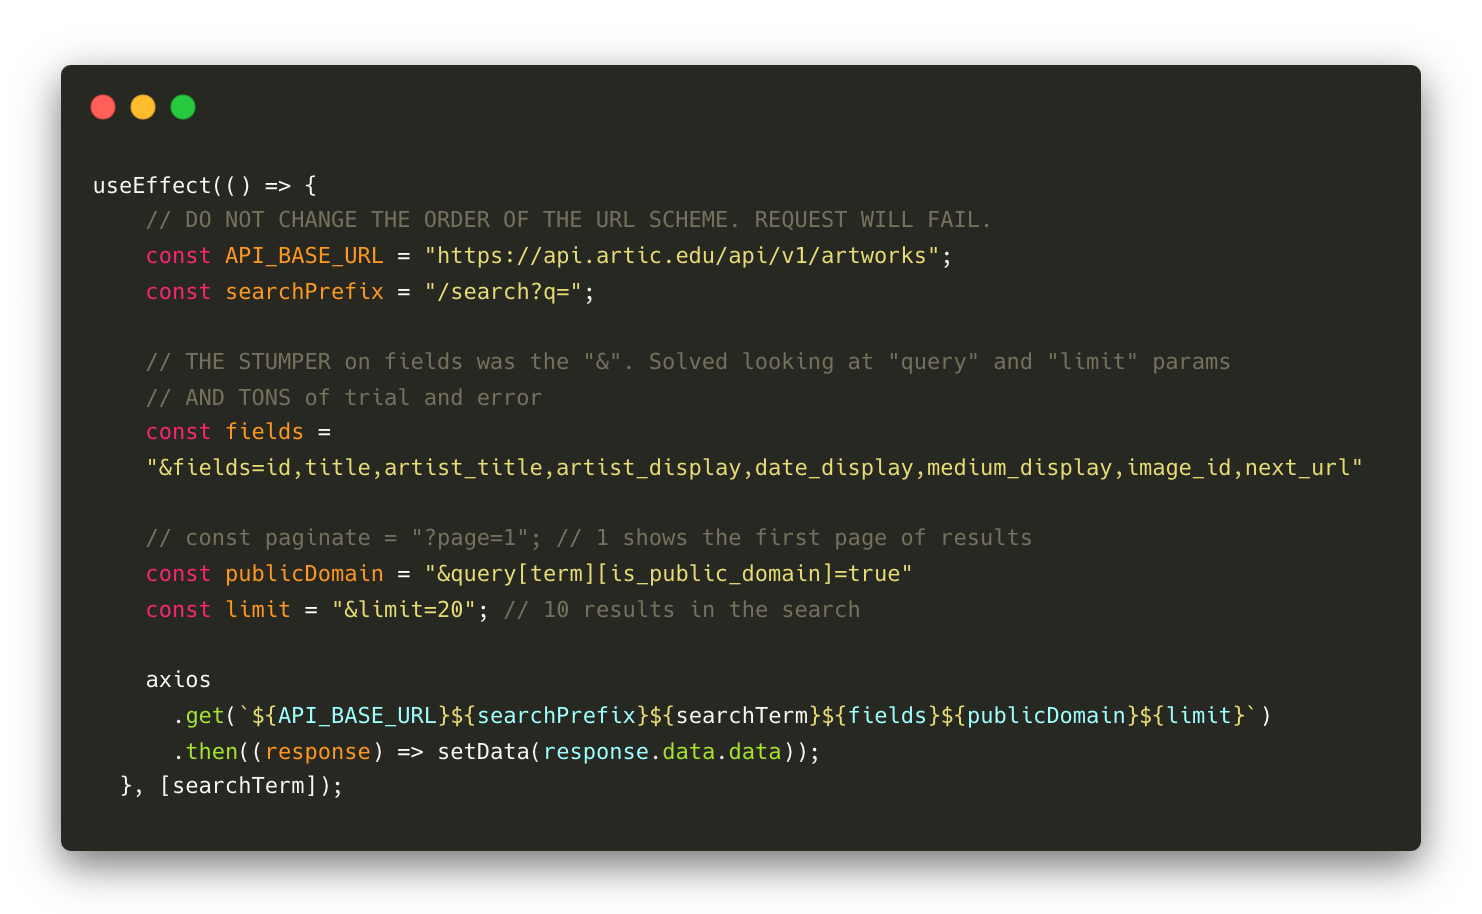 useEffect(() => {
    // DO NOT CHANGE THE ORDER OF THE URL SCHEME. REQUEST WILL FAIL.
    const API_BASE_URL = "https://api.artic.edu/api/v1/artworks";
    const searchPrefix = "/search?q=";

    // THE STUMPER on fields was the "&". Solved looking at "query" and "limit" params
    // AND TONS of trial and error
    const fields =
    "&fields=id,title,artist_title,artist_display,date_display,medium_display,image_id,next_url"

    // const paginate = "?page=1"; // 1 shows the first page of results
    const publicDomain = "&query[term][is_public_domain]=true"
    const limit = "&limit=20"; // 10 results in the search

    axios
      .get(`${API_BASE_URL}${searchPrefix}${searchTerm}${fields}${publicDomain}${limit}`)
      .then((response) => setData(response.data.data));
  }, [searchTerm]);